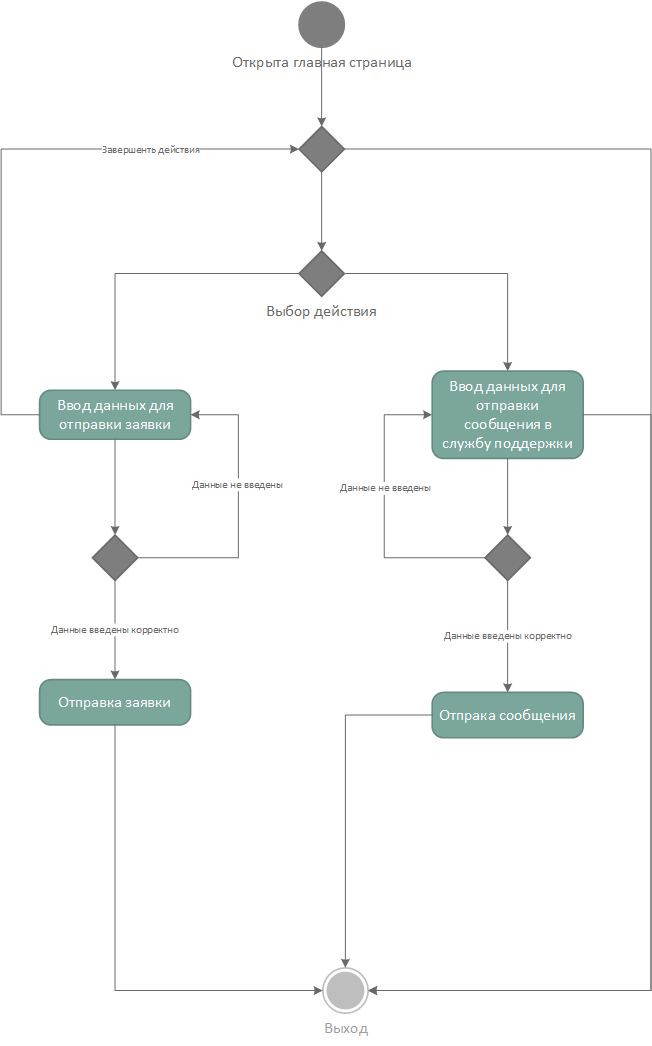 Открыта главная страница
Завершенть действия
Выбор действия
Ввод данных для
отправки заявки
Ввод данных для
отправки
сообщения в
службу поддержки
Данные не введены
Данные не введены
Данные введены корректно
Данные введены корректно
Отправка заявки
Отпрака сообщения
Выход